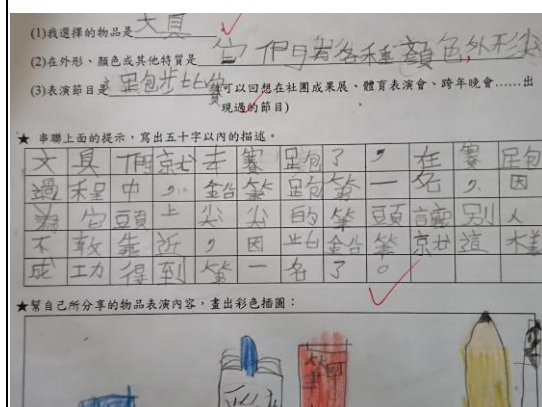 (1)我選擇的物品是 文具
(2)在外形、顏色或其他特質是 它們有各種顏色,外形尖
(3)表演節目是 跑步比賽 (可以回想在社團成果展、體育表演會、跨年晚會……出
現過的節目)
★ 串聯上面的提示,寫出五十字以內的描述。
文具們就去賽跑了,在賽跑
過程中,鉛筆跑第一名,因
為它頭上尖尖的筆頭讓別人
不敢靠近,因此鉛筆就這樣
成功得到第一名了。
★幫自己所分享的物品表演內容,畫出彩色插圖: